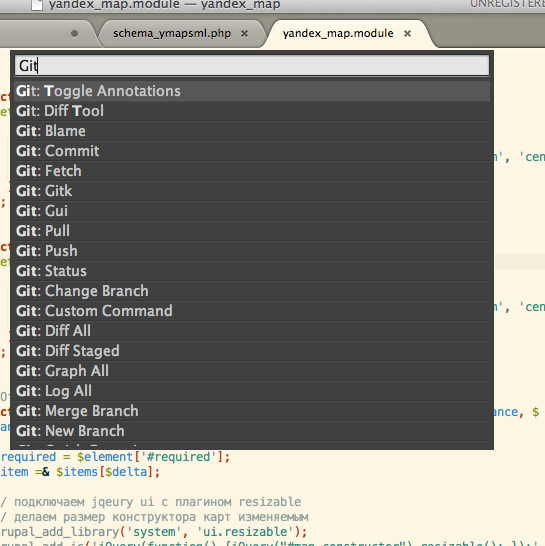 yandex_map.module — yandex_map
UNREGISTERE
schema_ymapsml.php ×
yandex_map.module ×
Git
Git: Toggle Annotations
Git: Diff Tool
Git: Blame
Git: Commit
Git: Fetch
Git: Gitk
Git: Gui
Git: Pull
Git: Push
Git: Status
Git: Change Branch
Git: Custom Command
Git: Diff All
Git: Diff Staged
Git: Graph All
Git: Log All
Git: Merge Branch
Git: New Branch
', 'cen
', 'cen
ance, $
required = $element['#required'];
item =& $items[$delta];
/ подключаем jqeury ui с плагином resizable
/ делаем размер конструктора карт изменяемым
rupal_add_library('system', 'ui.resizable');